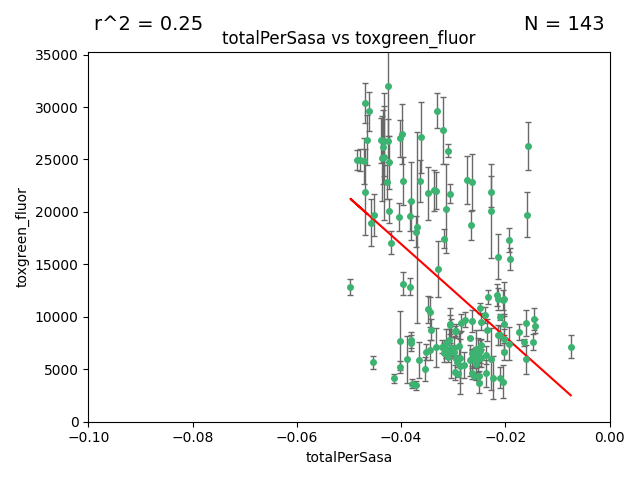 r^2 = 0.25 N = 143
totalPerSasa vs toxgreen_fluor
35000
30000
25000
20000
15000
10000
5000
0
toxgreen_fluor
−0.10 −0.08 −0.06 −0.04 −0.02 0.00
totalPerSasa